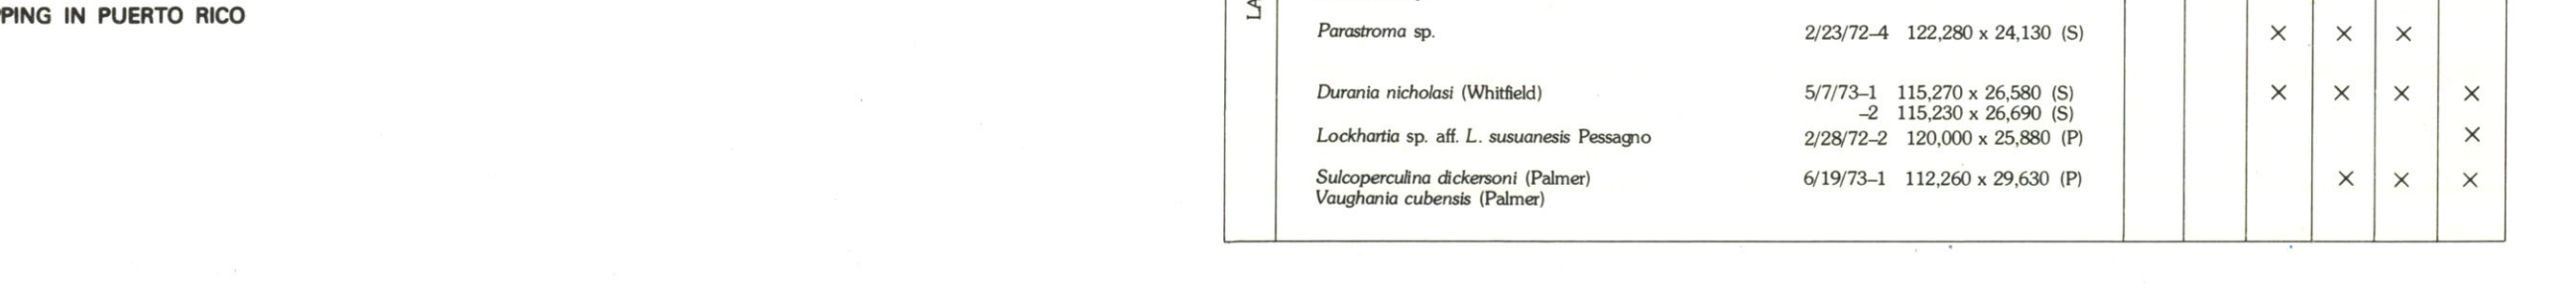 PING IN PUERTO RICO
LA
Parastroma sp. 2/23/72–4 122,280 x 24,130 (S) × × ×
Durania nicholasi (Whitfield) 5/7/73–1 115,270 x 26,580 (S) × × × ×
–2 115,230 x 26,690 (S)
Lockhartia sp. aff. L. susuanesis Pessagno 2/28/72–2 120,000 x 25,880 (P) ×
Sulcoperculina dickersoni (Palmer) 6/19/73–1 112,260 x 29,630 (P) × × ×
Vaughania cubensis (Palmer)